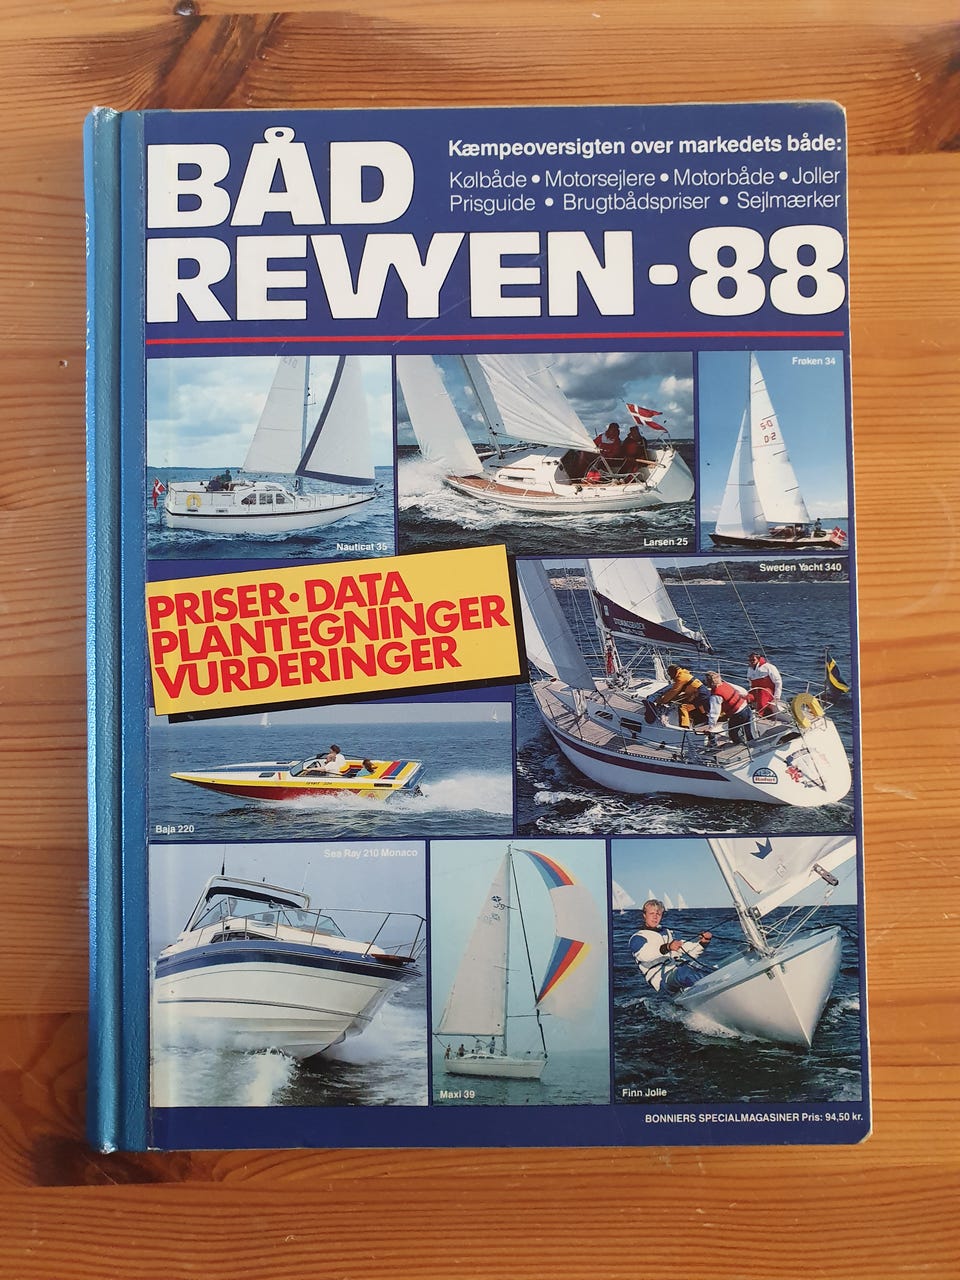 BÅD
REVYEN·88
Kæmpeoversigten over markedets både:
Kølbåde • Motorsejlere • Motorbåde • Joller
Prisguide • Brugtbådspriser • Sejlmærker
Nauticat 35
Larsen 25
Frøken 34
PRISER·DATA
PLANTEGNINGER
VURDERINGER
Sweden Yacht 340
Baja 220
Sea Ray 210 Monaco
Maxi 39
Finn Jolle
BONNIERS SPECIALMAGASINER Pris: 94,50 kr.